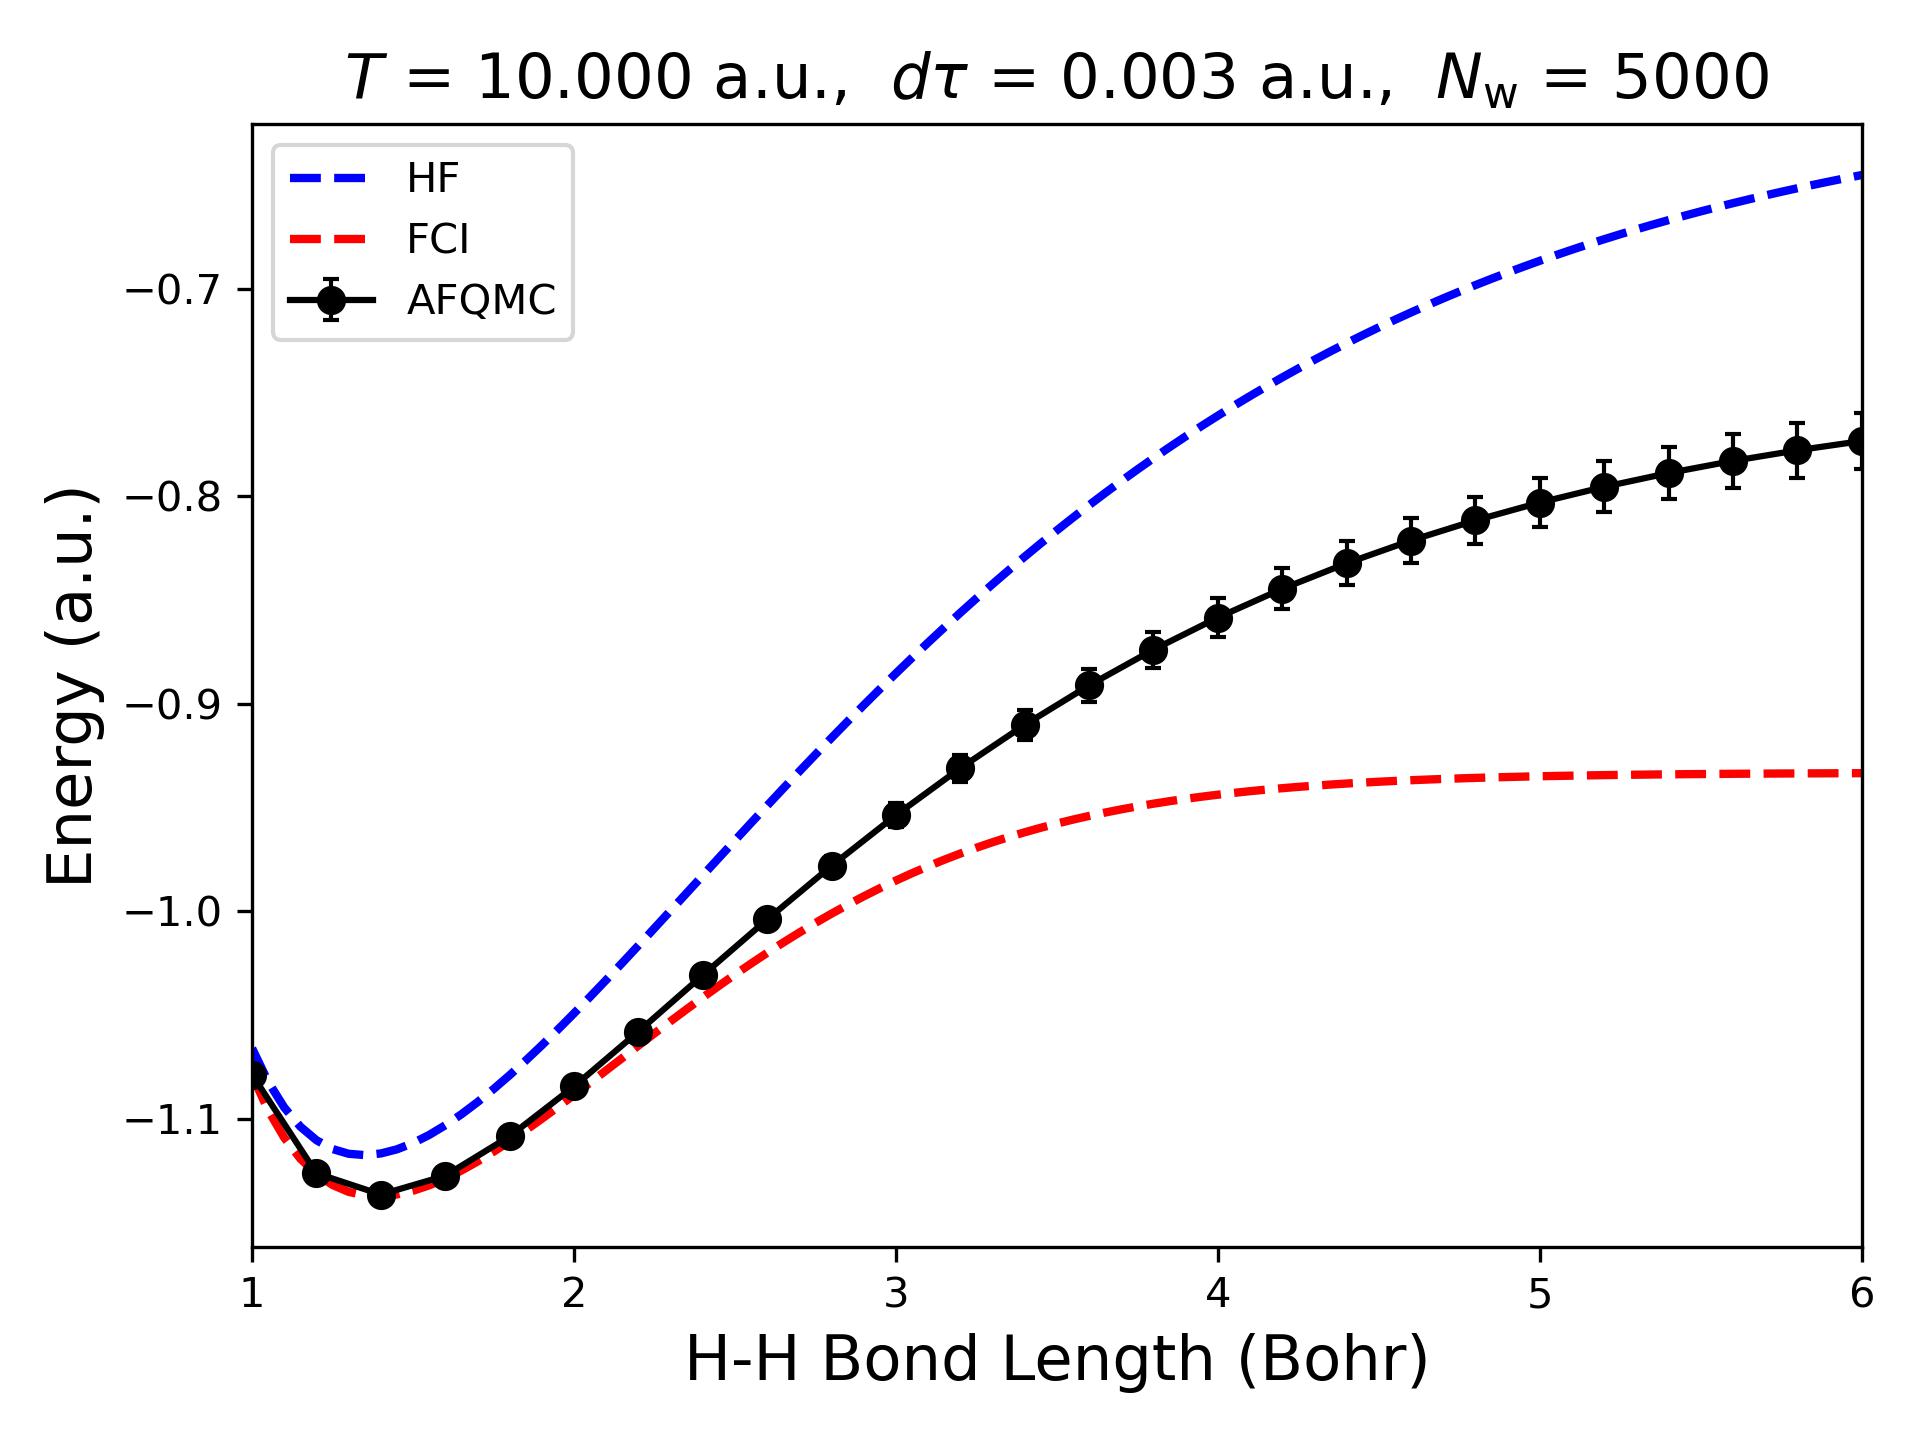 T = 10.000 a.u., dτ = 0.003 a.u., N_w = 5000
HF
FCI
AFQMC
Energy (a.u.)
−0.7
−0.8
−0.9
−1.0
−1.1
1 2 3 4 5 6
H-H Bond Length (Bohr)